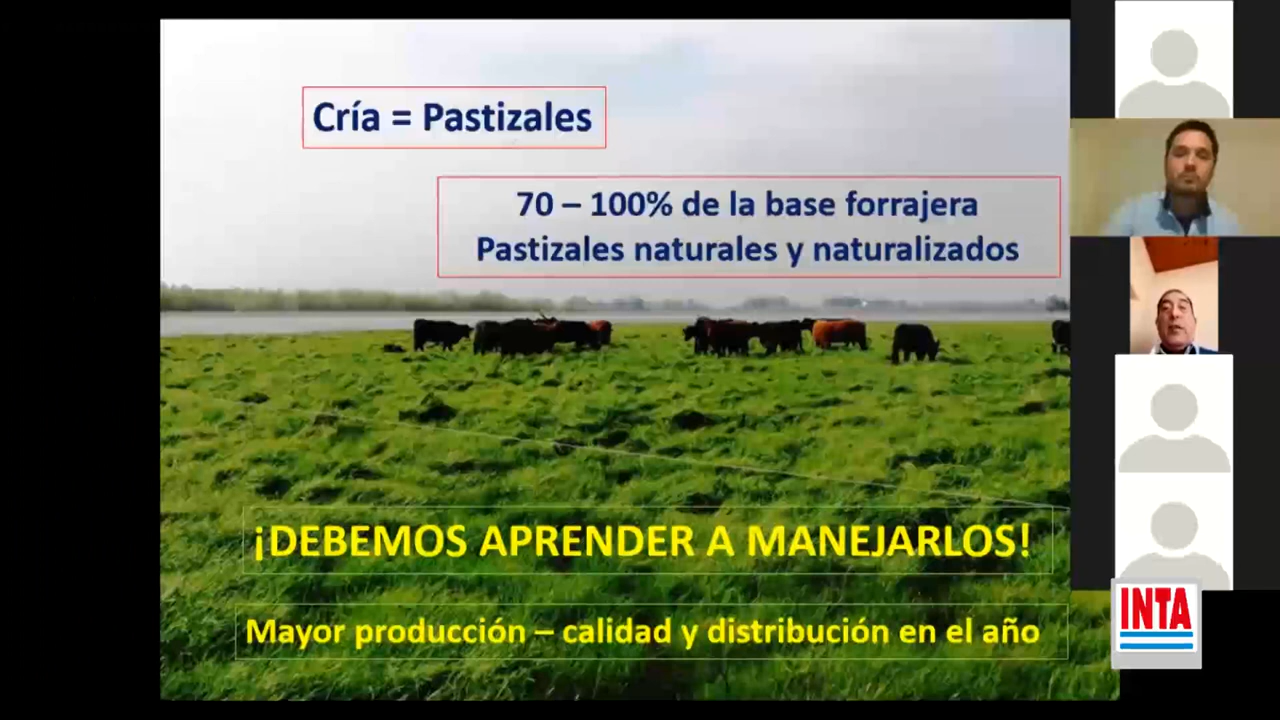 Cría = Pastizales
70 – 100% de la base forrajera
Pastizales naturales y naturalizados
¡DEBEMOS APRENDER A MANEJARLOS!
Mayor producción – calidad y distribución en el año
INTA